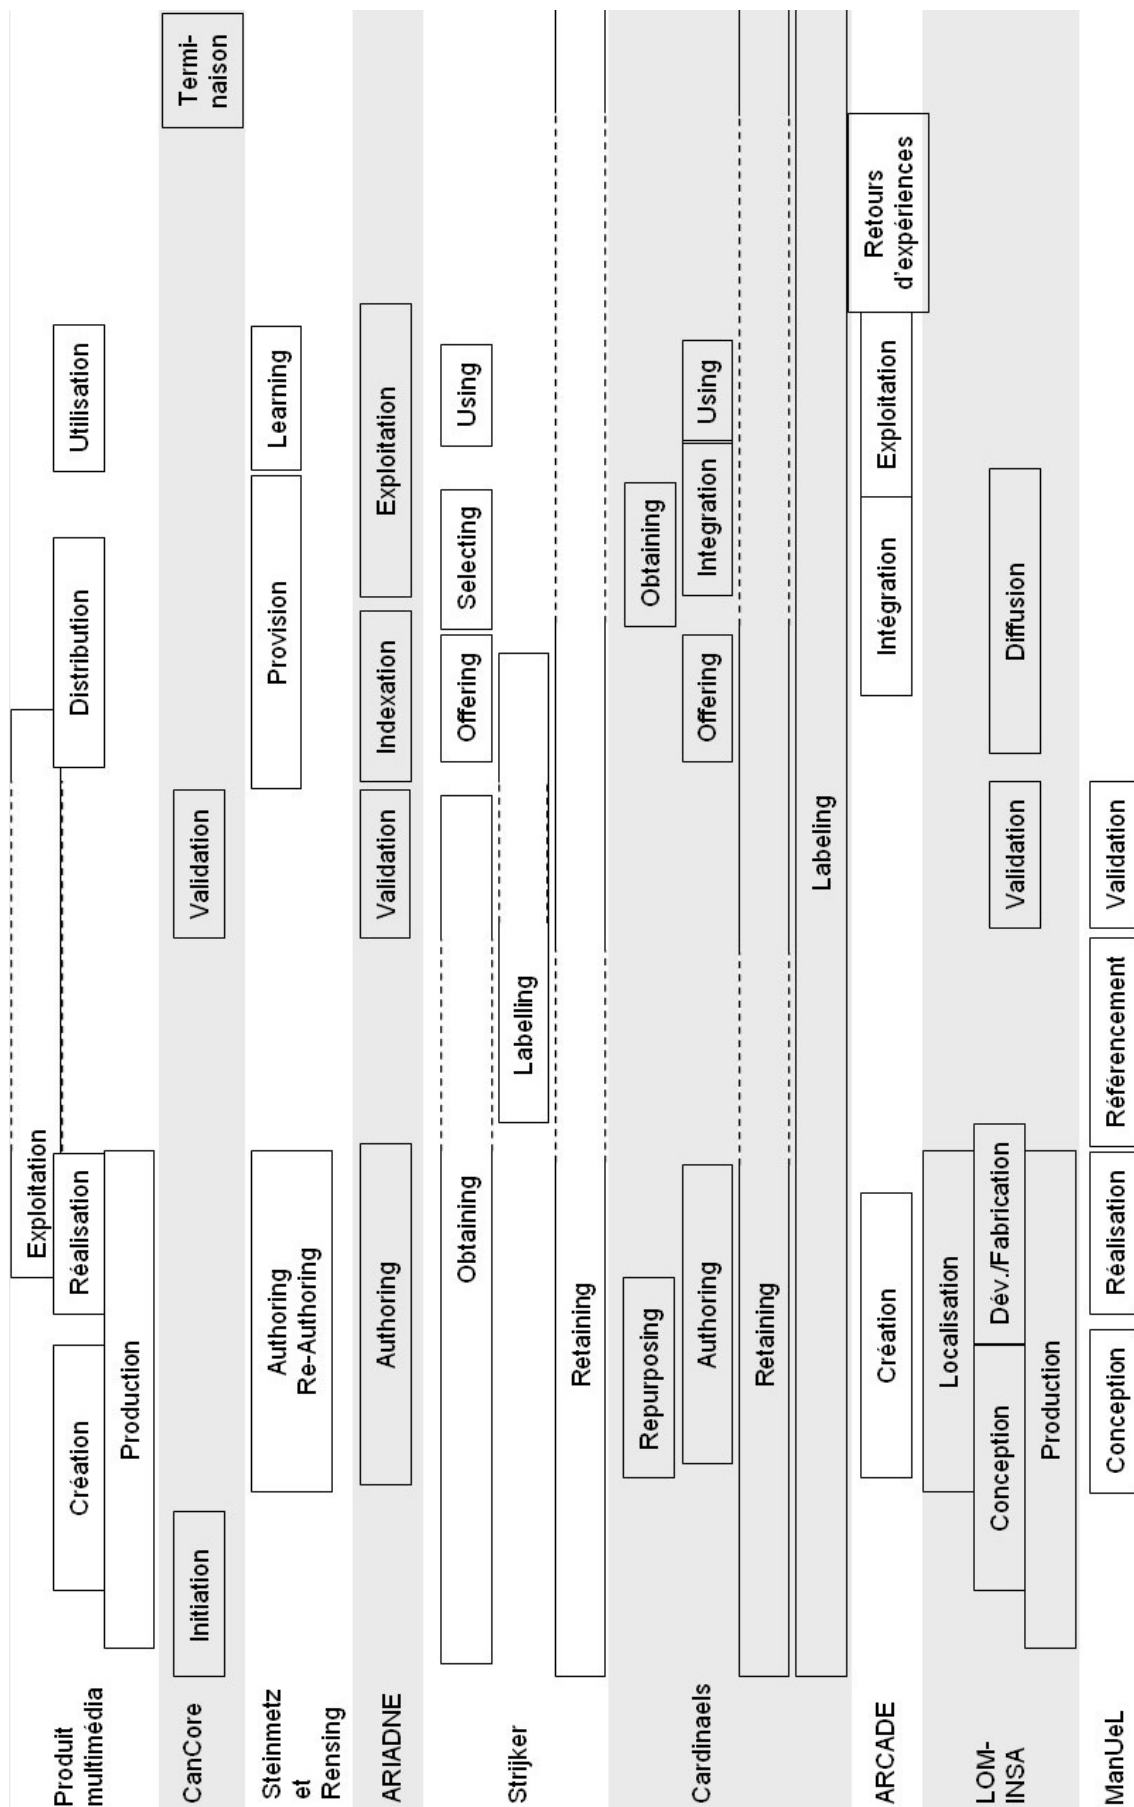 Produit
multimédia
Création
Réalisation
Distribution
Utilisation
Exploitation
Production
CanCore
Initiation
Validation
Termi-
naison
Steinmetz
et
Rensing
Authoring
Re-Authoring
Provision
Learning
ARIADNE
Authoring
Validation
Indexation
Exploitation
Strijker
Obtaining
Offering
Selecting
Using
Labelling
Retaining
Cardinaels
Repurposing
Obtaining
Authoring
Offering
Integration
Using
Retaining
Labeling
ARCADE
Création
Intégration
Exploitation
Retours
d'expériences
LOM-
INSA
Localisation
Conception
Dév./Fabrication
Validation
Diffusion
Production
ManUeL
Conception
Réalisation
Référencement
Validation